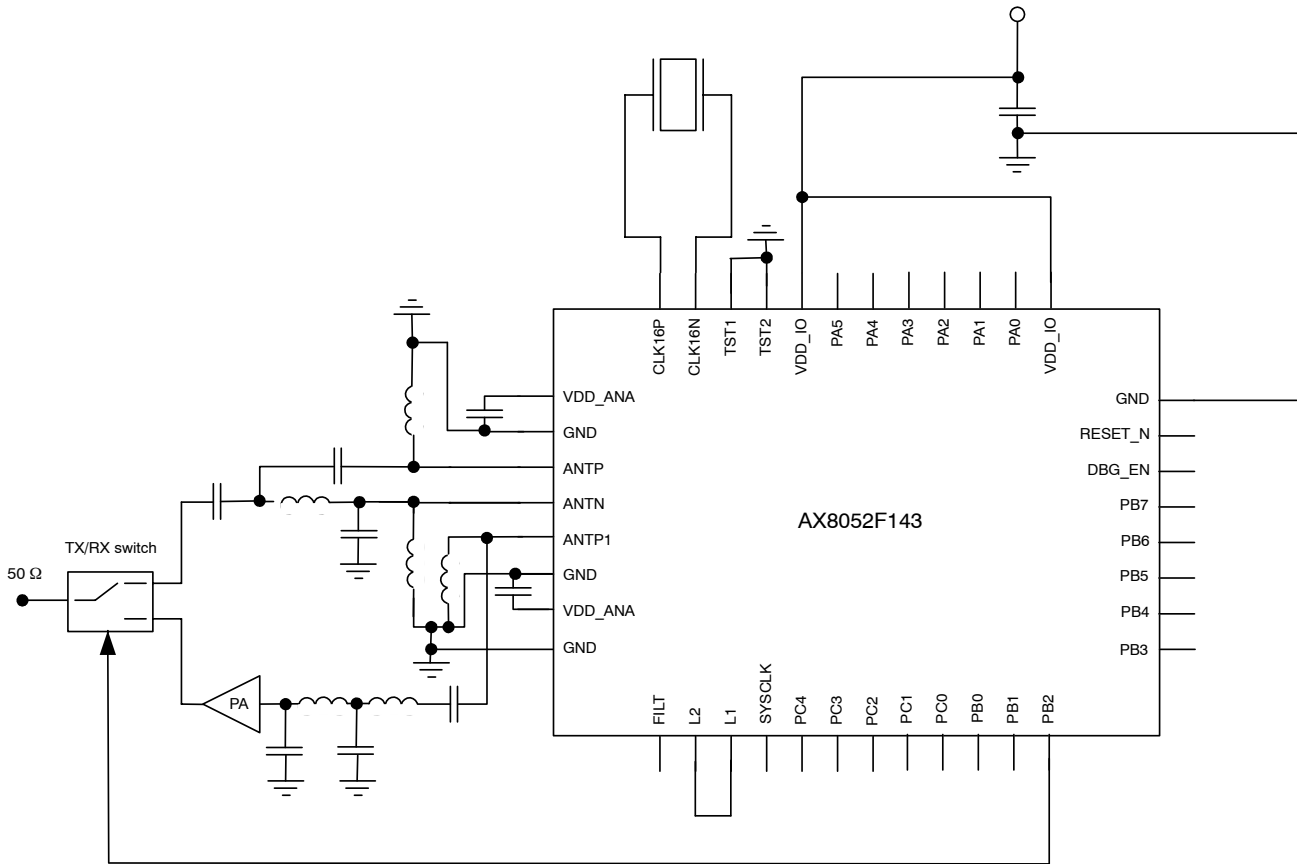 CLK16P
CLK16N
TST1
TST2
VDD_IO
PA5
PA4
PA3
PA2
PA1
PA0
VDD_IO
VDD_ANA
GND
ANTP
ANTN
ANTP1
GND
VDD_ANA
GND
AX8052F143
GND
RESET_N
DBG_EN
PB7
PB6
PB5
PB4
PB3
TX/RX switch
50 Ω
PA
FILT
L2
L1
SYSCLK
PC4
PC3
PC2
PC1
PC0
PB0
PB1
PB2